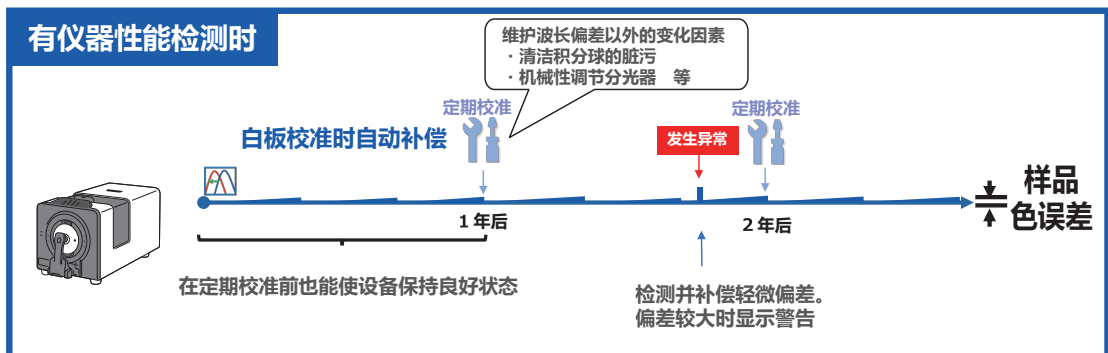 有仪器性能检测时
维护波长偏差以外的变化因素
·清洁积分球的脏污
·机械性调节分光器 等
定期校准
定期校准
白板校准时自动补偿
发生异常
样品
色误差
1年后
2年后
在定期校准前也能使设备保持良好状态
检测并补偿轻微偏差。
偏差较大时显示警告